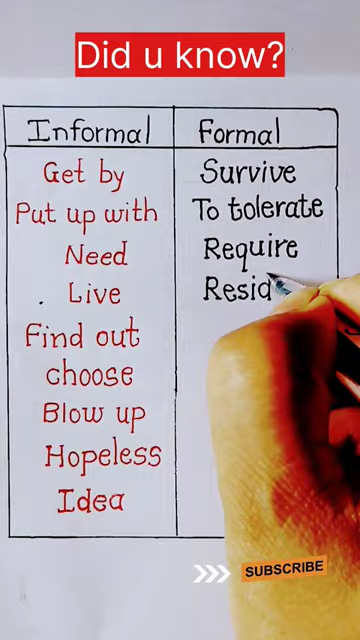 Did u know?
Informal Formal
Get by Survive
Put up with To tolerate
Need Require
Live Resid
Find out
choose
Blow up
Hopeless
Idea
SUBSCRIBE